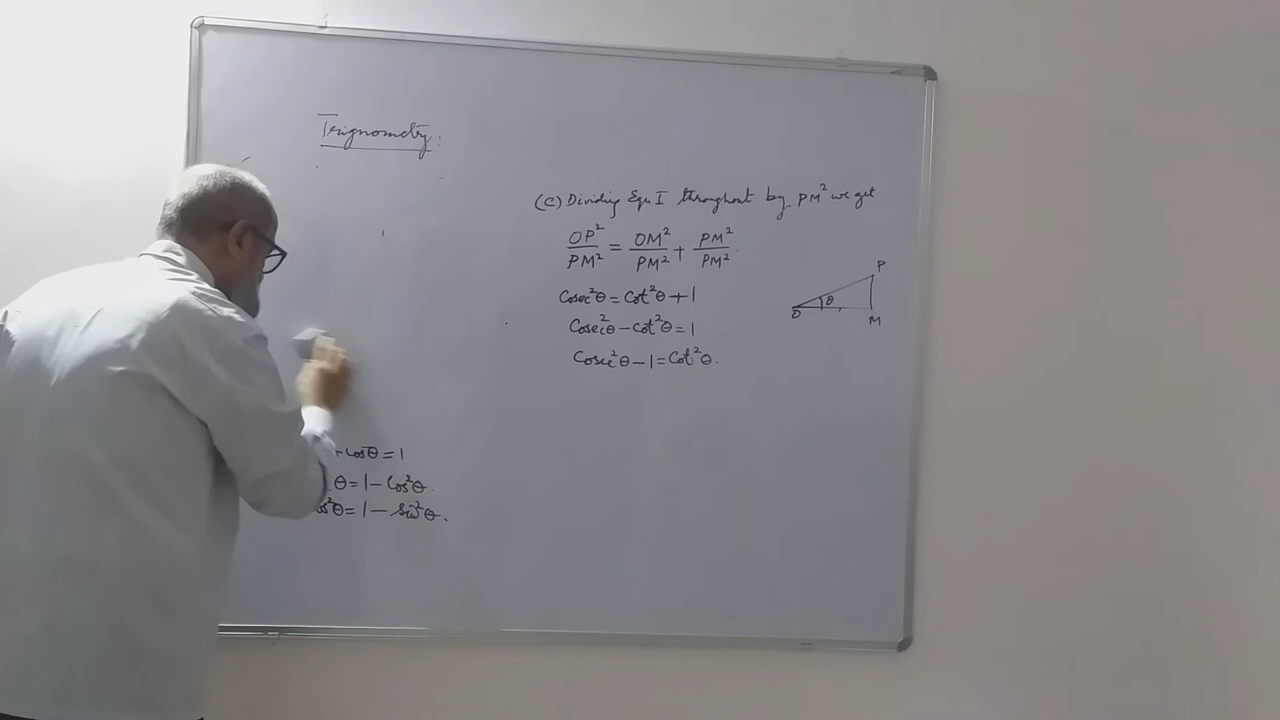 Trignometry:
(C) Dividing Equ I throughout by PM² we get
OP²/PM² = OM²/PM² + PM²/PM².
Cosec²θ = Cot²θ + 1
Cosec²θ - Cot²θ = 1
Cosec²θ - 1 = Cot²θ.
P
θ
O
M
+ Cos²θ = 1
θ = 1 - Cos²θ.
os²θ = 1 - Sin²θ.